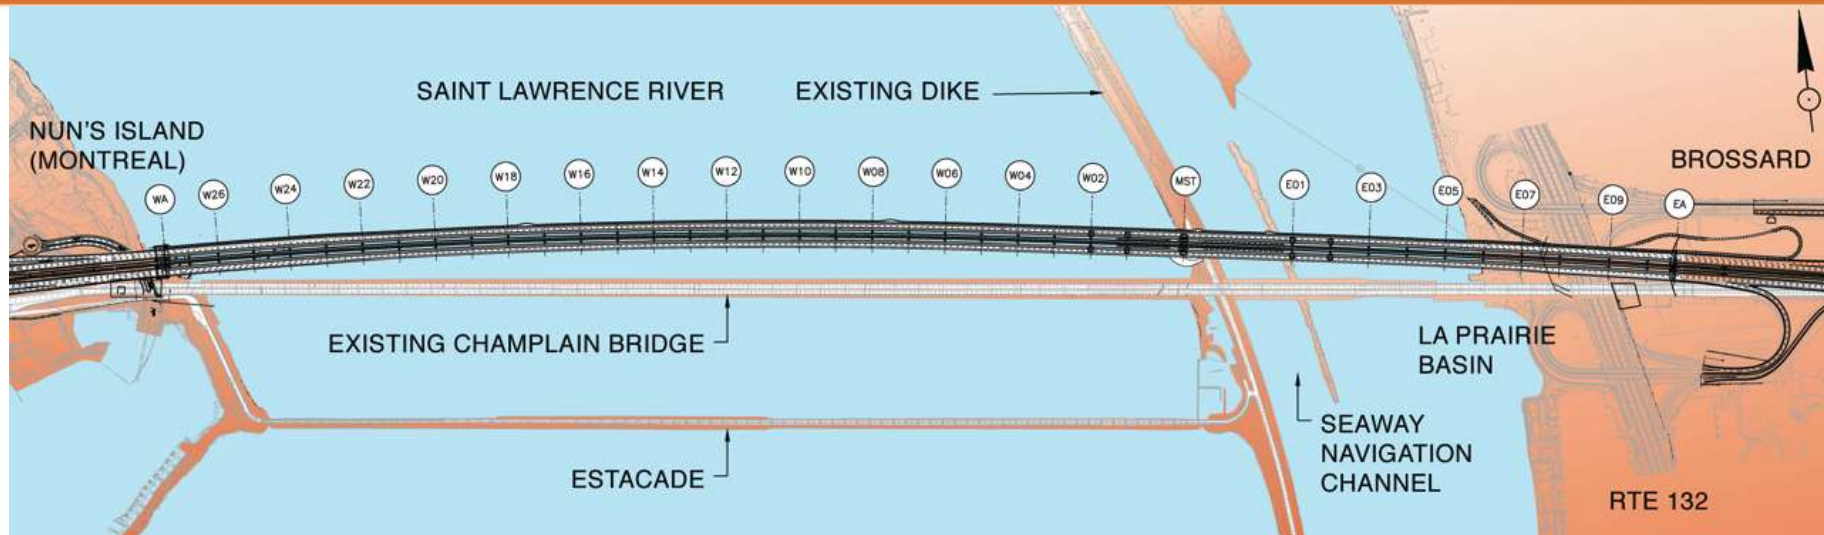 SAINT LAWRENCE RIVER
EXISTING DIKE
NUN'S ISLAND
(MONTREAL)
BROSSARD
WA
W26
W24
W22
W20
W18
W16
W14
W12
W10
W08
W06
W04
W02
MST
E01
E03
E05
E07
E09
EA
EXISTING CHAMPLAIN BRIDGE
LA PRAIRIE
BASIN
ESTACADE
SEAWAY
NAVIGATION
CHANNEL
RTE 132